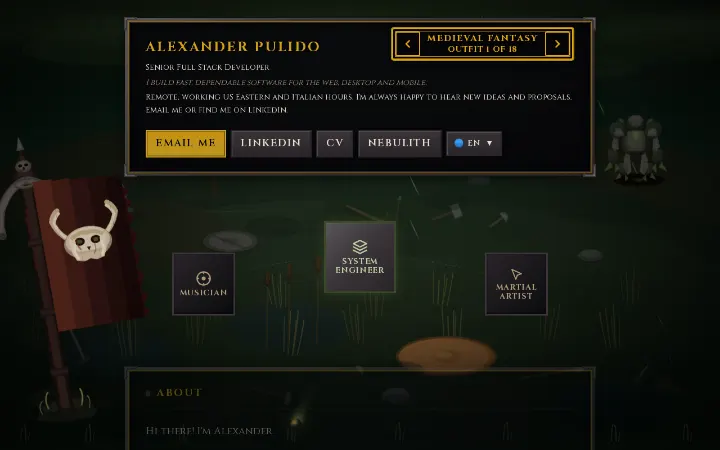 ALEXANDER PULIDO
MEDIEVAL FANTASY
OUTFIT 1 OF 18
SENIOR FULL STACK DEVELOPER
I BUILD FAST, DEPENDABLE SOFTWARE FOR THE WEB, DESKTOP AND MOBILE.
REMOTE, WORKING US EASTERN AND ITALIAN HOURS. I'M ALWAYS HAPPY TO HEAR NEW IDEAS AND PROPOSALS.
EMAIL ME OR FIND ME ON LINKEDIN.
EMAIL ME
LINKEDIN
CV
NEBULITH
EN
SYSTEM
ENGINEER
MUSICIAN
MARTIAL
ARTIST
ABOUT
HI THERE! I'M ALEXANDER